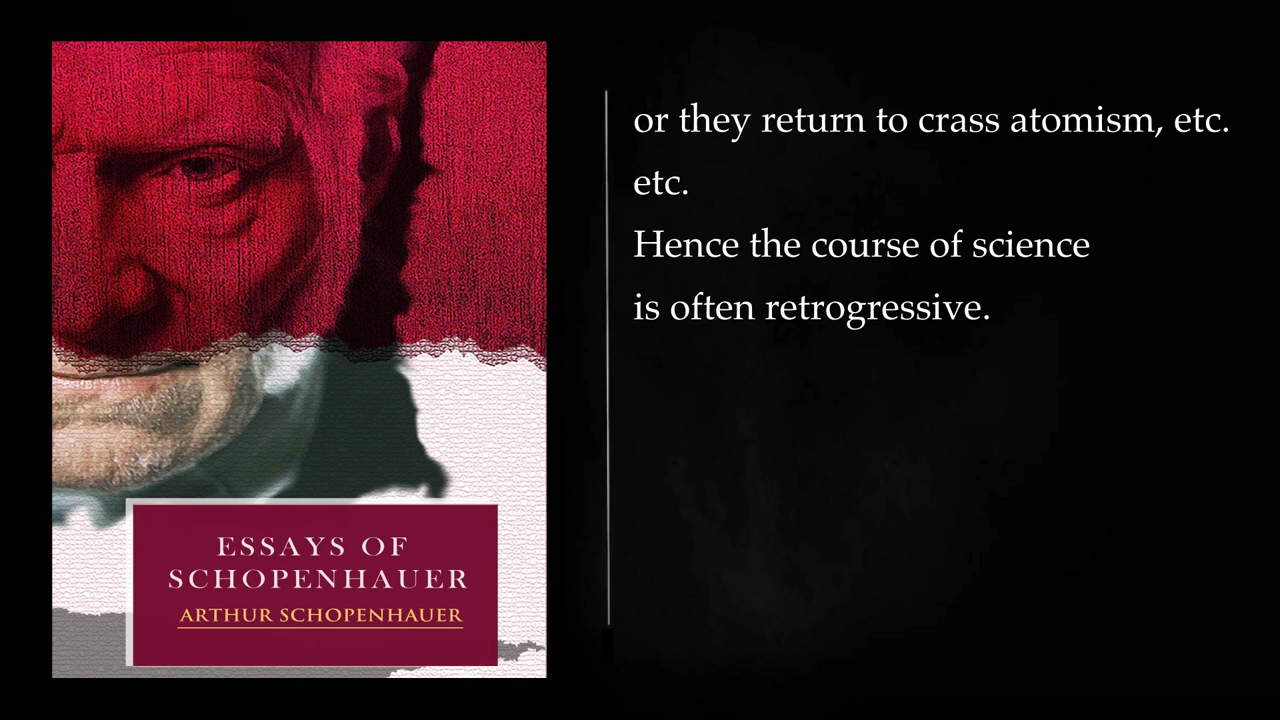 ESSAYS OF
SCHOPENHAUER
ARTHUR SCHOPENHAUER
or they return to crass atomism, etc.
etc.
Hence the course of science
is often retrogressive.